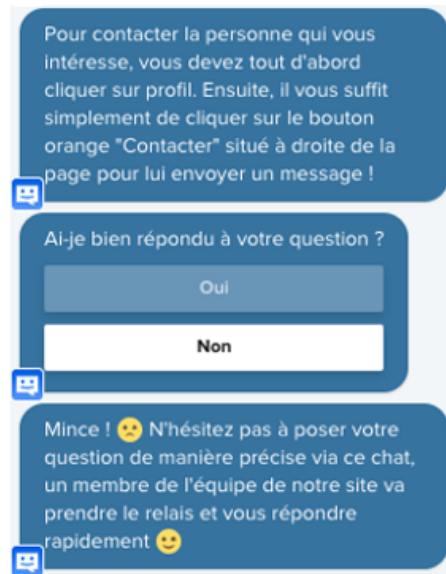 Pour contacter la personne qui vous
intéresse, vous devez tout d'abord
cliquer sur profil. Ensuite, il vous suffit
simplement de cliquer sur le bouton
orange "Contacter" situé à droite de la
page pour lui envoyer un message !
Ai-je bien répondu à votre question ?
Oui
Non
Mince ! 🙁 N'hésitez pas à poser votre
question de manière précise via ce chat,
un membre de l'équipe de notre site va
prendre le relais et vous répondre
rapidement 🙂